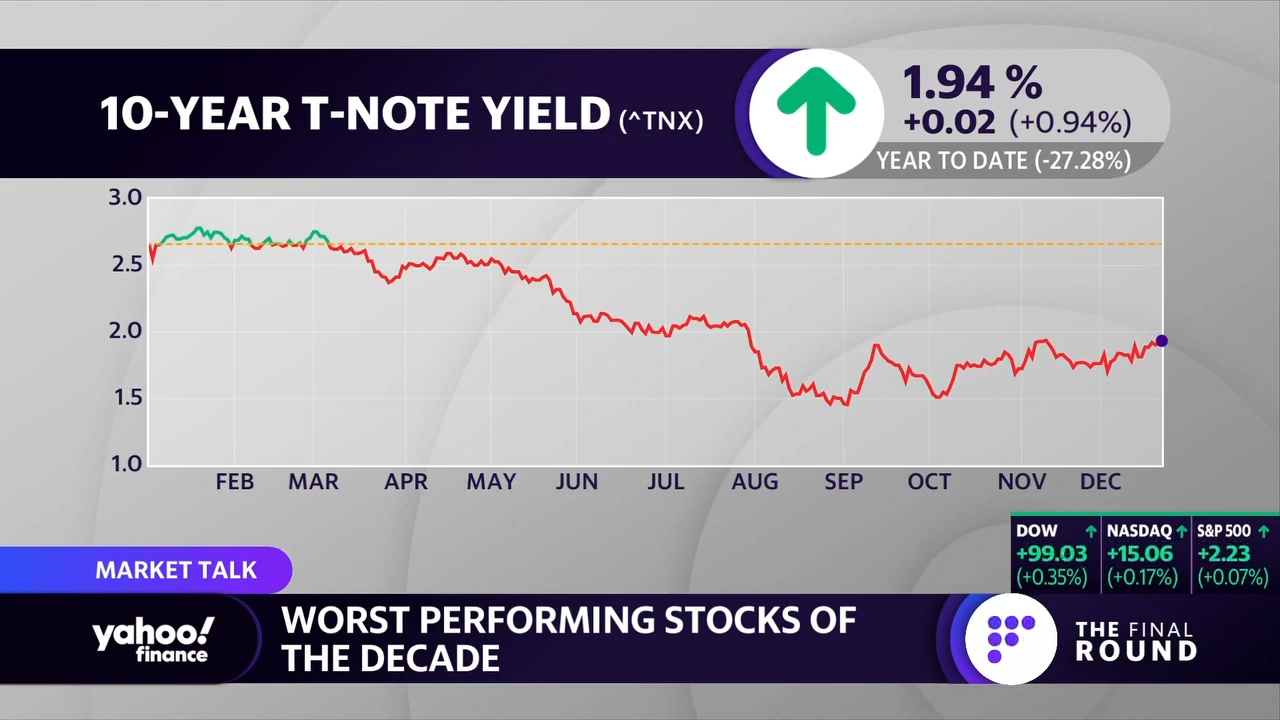 10-YEAR T-NOTE YIELD (^TNX)
1.94 %
+0.02 (+0.94%)
YEAR TO DATE (-27.28%)
3.0
2.5
2.0
1.5
1.0
FEB MAR APR MAY JUN JUL AUG SEP OCT NOV DEC
DOW NASDAQ S&P 500
+99.03 +15.06 +2.23
(+0.35%) (+0.17%) (+0.07%)
MARKET TALK
yahoo!
finance
WORST PERFORMING STOCKS OF
THE DECADE
THE FINAL
ROUND